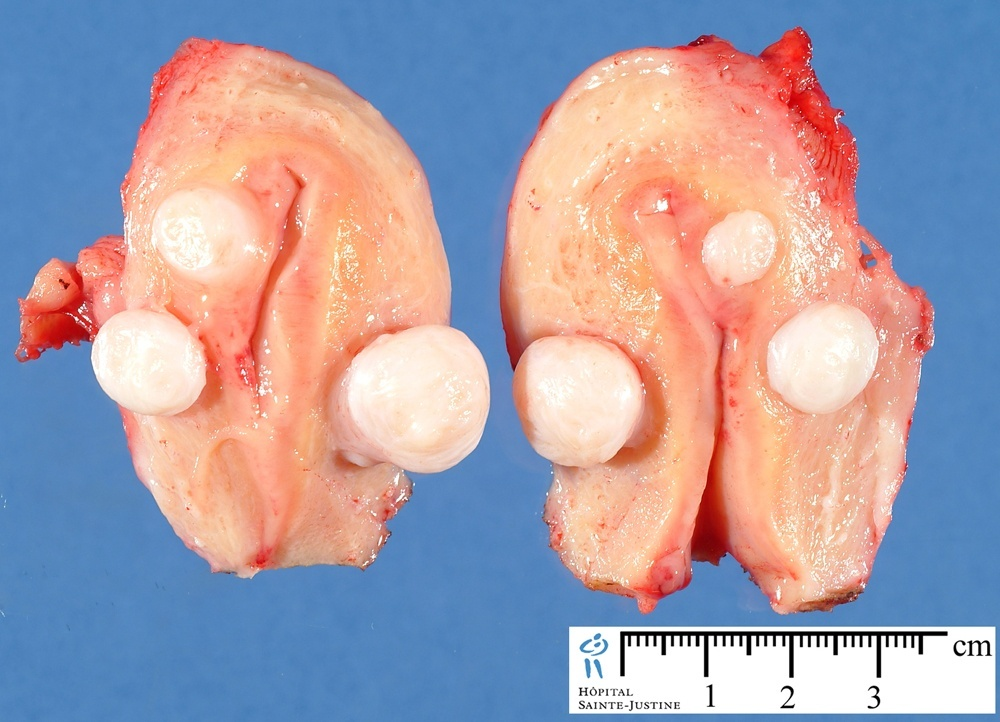 cm
HÔPITAL
SAINTE-JUSTINE
1 2 3